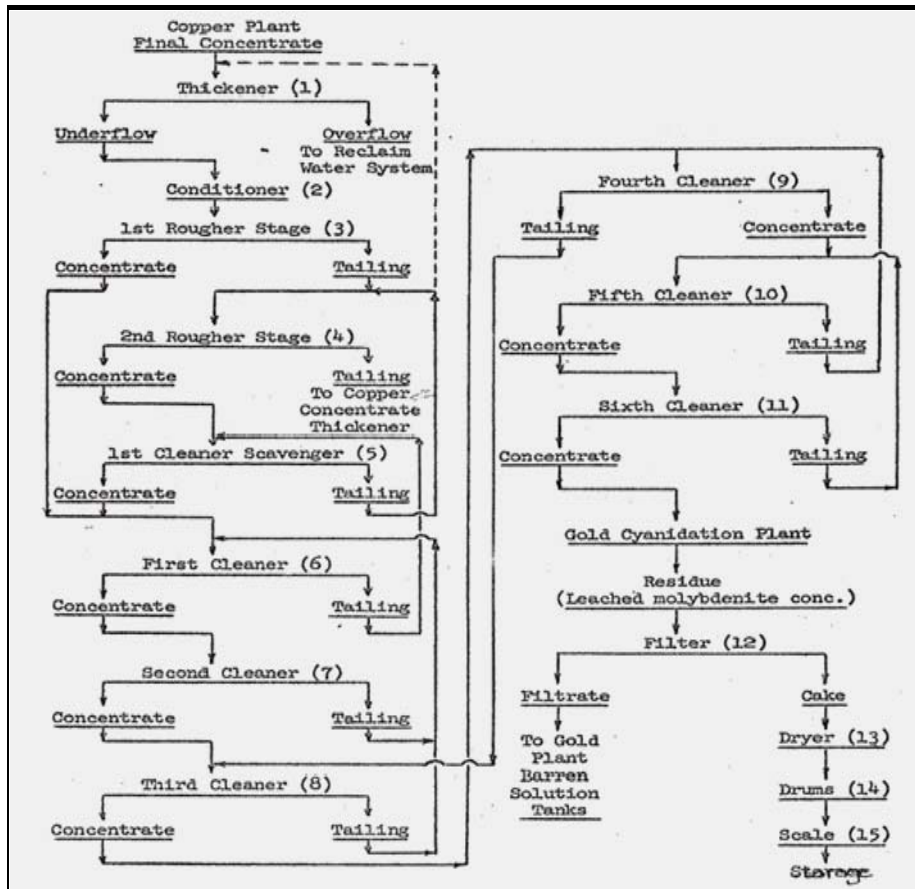 Copper Plant
Final Concentrate
Thickener (1)
Underflow
Overflow
To Reclaim
Water System
Conditioner (2)
1st Rougher Stage (3)
Concentrate
Tailing
2nd Rougher Stage (4)
Concentrate
Tailing
To Copper
Concentrate
Thickener
1st Cleaner Scavenger (5)
Concentrate
Tailing
First Cleaner (6)
Concentrate
Tailing
Second Cleaner (7)
Concentrate
Tailing
Third Cleaner (8)
Concentrate
Tailing
Fourth Cleaner (9)
Tailing
Concentrate
Fifth Cleaner (10)
Concentrate
Tailing
Sixth Cleaner (11)
Concentrate
Tailing
Gold Cyanidation Plant
Residue
(Leached molybdenite conc.)
Filter (12)
Filtrate
Cake
To Gold
Plant
Barren
Solution
Tanks
Dryer (13)
Drums (14)
Scale (15)
Storage